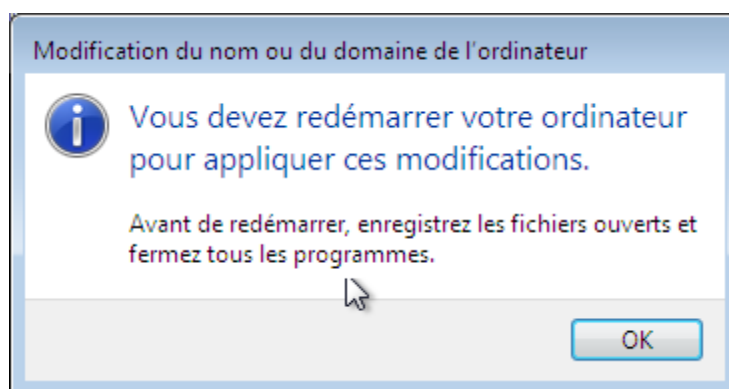 Modification du nom ou du domaine de l'ordinateur
Vous devez redémarrer votre ordinateur
pour appliquer ces modifications.
Avant de redémarrer, enregistrez les fichiers ouverts et
fermez tous les programmes.
OK